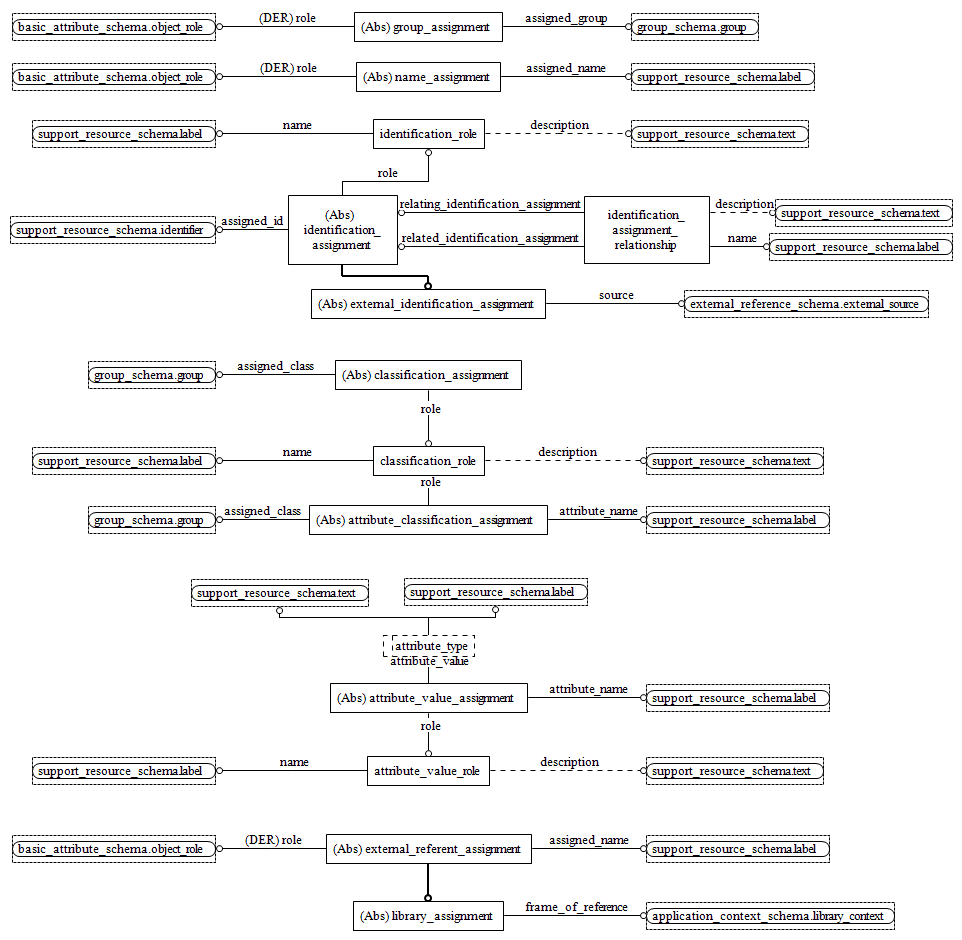 (DER) role
assigned_group
basic_attribute_schema.object_role
(Abs) group_assignment
group_schema.group
(DER) role
assigned_name
basic_attribute_schema.object_role
(Abs) name_assignment
support_resource_schema.label
name
description
support_resource_schema.label
identification_role
support_resource_schema.text
role
relating_identification_assignment
description
(Abs)
identification_
assignment
identification_
assignment_
relationship
support_resource_schema.text
assigned_id
support_resource_schema.identifier
related_identification_assignment
name
support_resource_schema.label
source
(Abs) external_identification_assignment
external_reference_schema.external_source
assigned_class
group_schema.group
(Abs) classification_assignment
role
name
description
support_resource_schema.label
classification_role
support_resource_schema.text
role
assigned_class
attribute_name
group_schema.group
(Abs) attribute_classification_assignment
support_resource_schema.label
support_resource_schema.text
support_resource_schema.label
attribute_type
attribute_value
attribute_name
(Abs) attribute_value_assignment
support_resource_schema.label
role
name
description
support_resource_schema.label
attribute_value_role
support_resource_schema.text
(DER) role
assigned_name
basic_attribute_schema.object_role
(Abs) external_referent_assignment
support_resource_schema.label
frame_of_reference
(Abs) library_assignment
application_context_schema.library_context